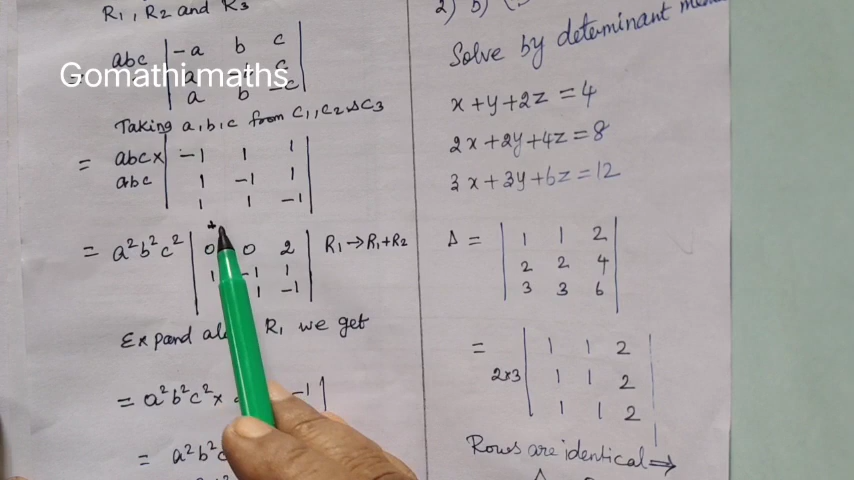 R₁, R₂ and R₃
abc | -a b c |
| a c |
| a b -c |
Gomathi maths
Taking a, b, c from C₁, C₂ & C₃
= abc × | -1 1 1 |
abc | 1 -1 1 |
| 1 1 -1 |
+
= a²b²c² | 0 0 2 | R₁ → R₁+R₂
| 1 -1 1 |
| 1 -1 |
Expand R₁ we get
= a²b²c² × -1 |
= a²b²
2) b)
Solve by determinant
x+y+2z = 4
2x+2y+4z = 8
3x+3y+6z = 12
Δ = | 1 1 2 |
| 2 2 4 |
| 3 3 6 |
= | 1 1 2 |
2×3 | 1 1 2 |
| 1 1 2 |
Rows are identical ⇒